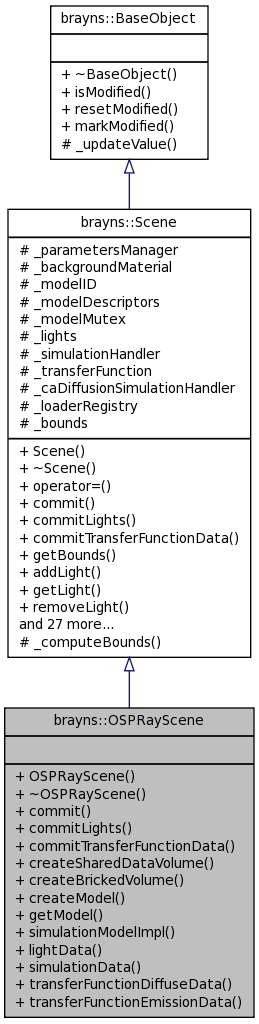 brayns::BaseObject
+ ~BaseObject()
+ isModified()
+ resetModified()
+ markModified()
# _updateValue()
brayns::Scene
# _parametersManager
# _backgroundMaterial
# _modelID
# _modelDescriptors
# _modelMutex
# _lights
# _simulationHandler
# _transferFunction
# _caDiffusionSimulationHandler
# _loaderRegistry
# _bounds
+ Scene()
+ ~Scene()
+ operator=()
+ commit()
+ commitLights()
+ commitTransferFunctionData()
+ getBounds()
+ addLight()
+ getLight()
+ removeLight()
and 27 more...
# _computeBounds()
brayns::OSPRayScene
+ OSPRayScene()
+ ~OSPRayScene()
+ commit()
+ commitLights()
+ commitTransferFunctionData()
+ createSharedDataVolume()
+ createBrickedVolume()
+ createModel()
+ getModel()
+ simulationModelImpl()
+ lightData()
+ simulationData()
+ transferFunctionDiffuseData()
+ transferFunctionEmissionData()